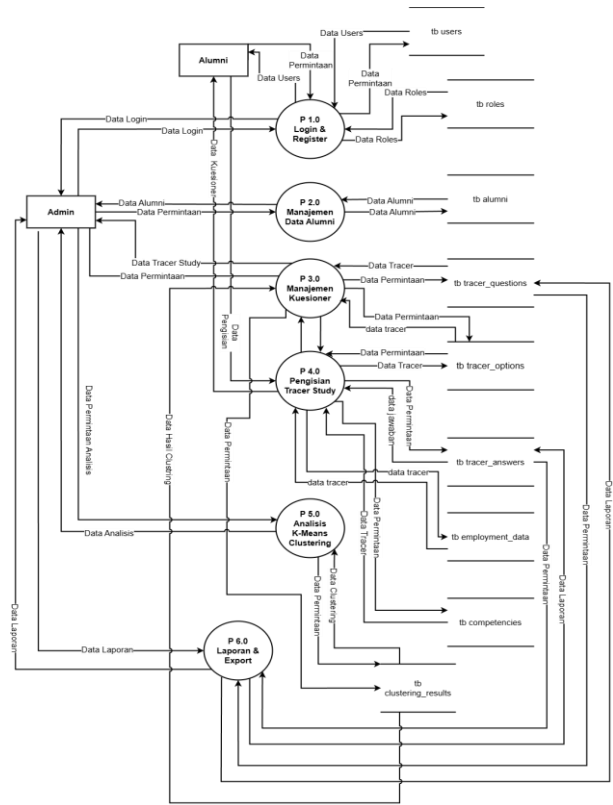 tb users
Data Users
Alumni
Data
Permintaan
Data Users
Data
Permintaan
Data Roles
tb roles
Data Login
P 1.0
Login &
Register
Data Login
Data Roles
Data Kuesioner
Admin
Data Alumni
Data Permintaan
P 2.0
Manajemen
Data Alumni
Data Alumni
Data Alumni
tb alumni
Data Tracer Study
Data Permintaan
P 3.0
Manajemen
Kuesioner
Data Tracer
Data Permintaan
tb tracer_questions
Data
Pengisian
Data Permintaan
data tracer
Data Permintaan
Data Tracer
tb tracer_options
P 4.0
Pengisian
Tracer Study
Data Permintaan Analisis
Data Hasil Clustring
Data Permintaan
data jawaban
Data Permintaan
tb tracer_answers
data tracer
data tracer
Data Tracer
Data Permintaan
Data Laporan
Data Permintaan
Data Permintaan
Data Laporan
P 5.0
Analisis
K-Means
Clustering
Data Analisis
tb employment_data
Data Permintaan
Data Clustering
tb competencies
Data Laporan
Data Laporan
P 6.0
Laporan &
Export
tb
clustering_results